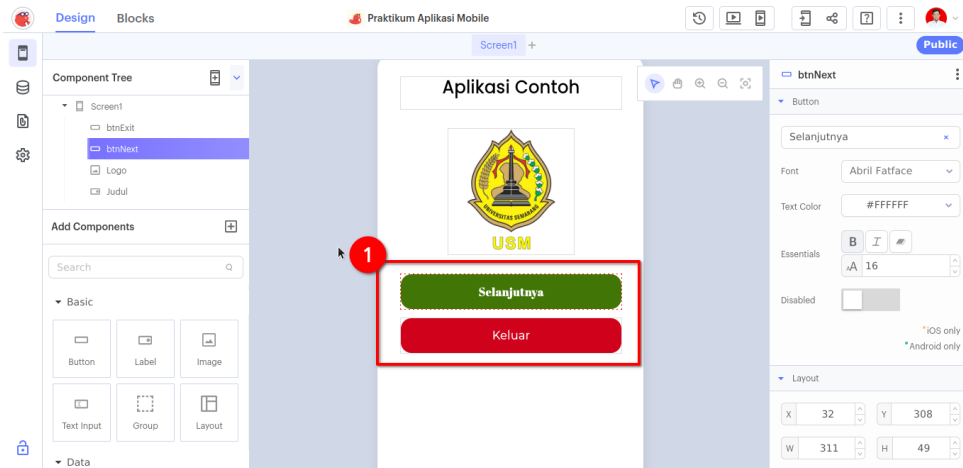 Design Blocks Praktikum Aplikasi Mobile
Screen1 +
Public
Component Tree
Screen1
btnExit
btnNext
Logo
Judul
Add Components
Search
Basic
Button Label Image
Text Input Group Layout
Data
Aplikasi Contoh
UNIVERSITAS SEMARANG
USM
1
Selanjutnya
Keluar
btnNext
Button
Selanjutnya
Font Abril Fatface
Text Color #FFFFFF
Essentials B I
AA 16
Disabled
*iOS only
*Android only
Layout
X 32 Y 308
W 311 H 49